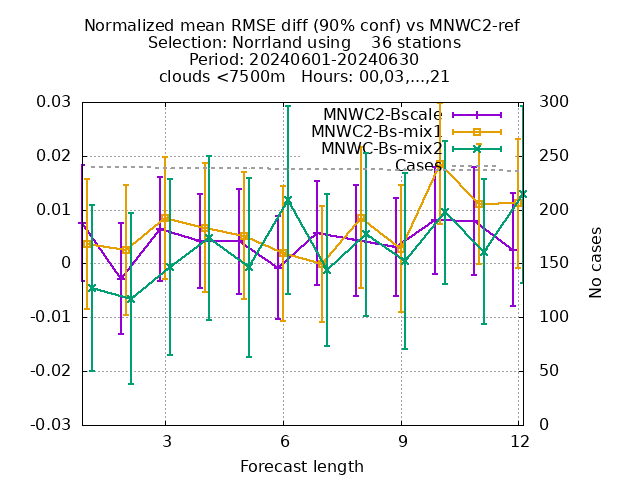 Normalized mean RMSE diff (90% conf) vs MNWC2-ref
Selection: Norrland using    36 stations
Period: 20240601-20240630
clouds <7500m   Hours: 00,03,...,21
0.03
0.02
0.01
0
-0.01
-0.02
-0.03
MNWC2-Bscale
MNWC2-Bs-mix1
MNWC-Bs-mix2
Cases
300
250
200
150
100
50
0
No cases
3
6
9
12
Forecast length